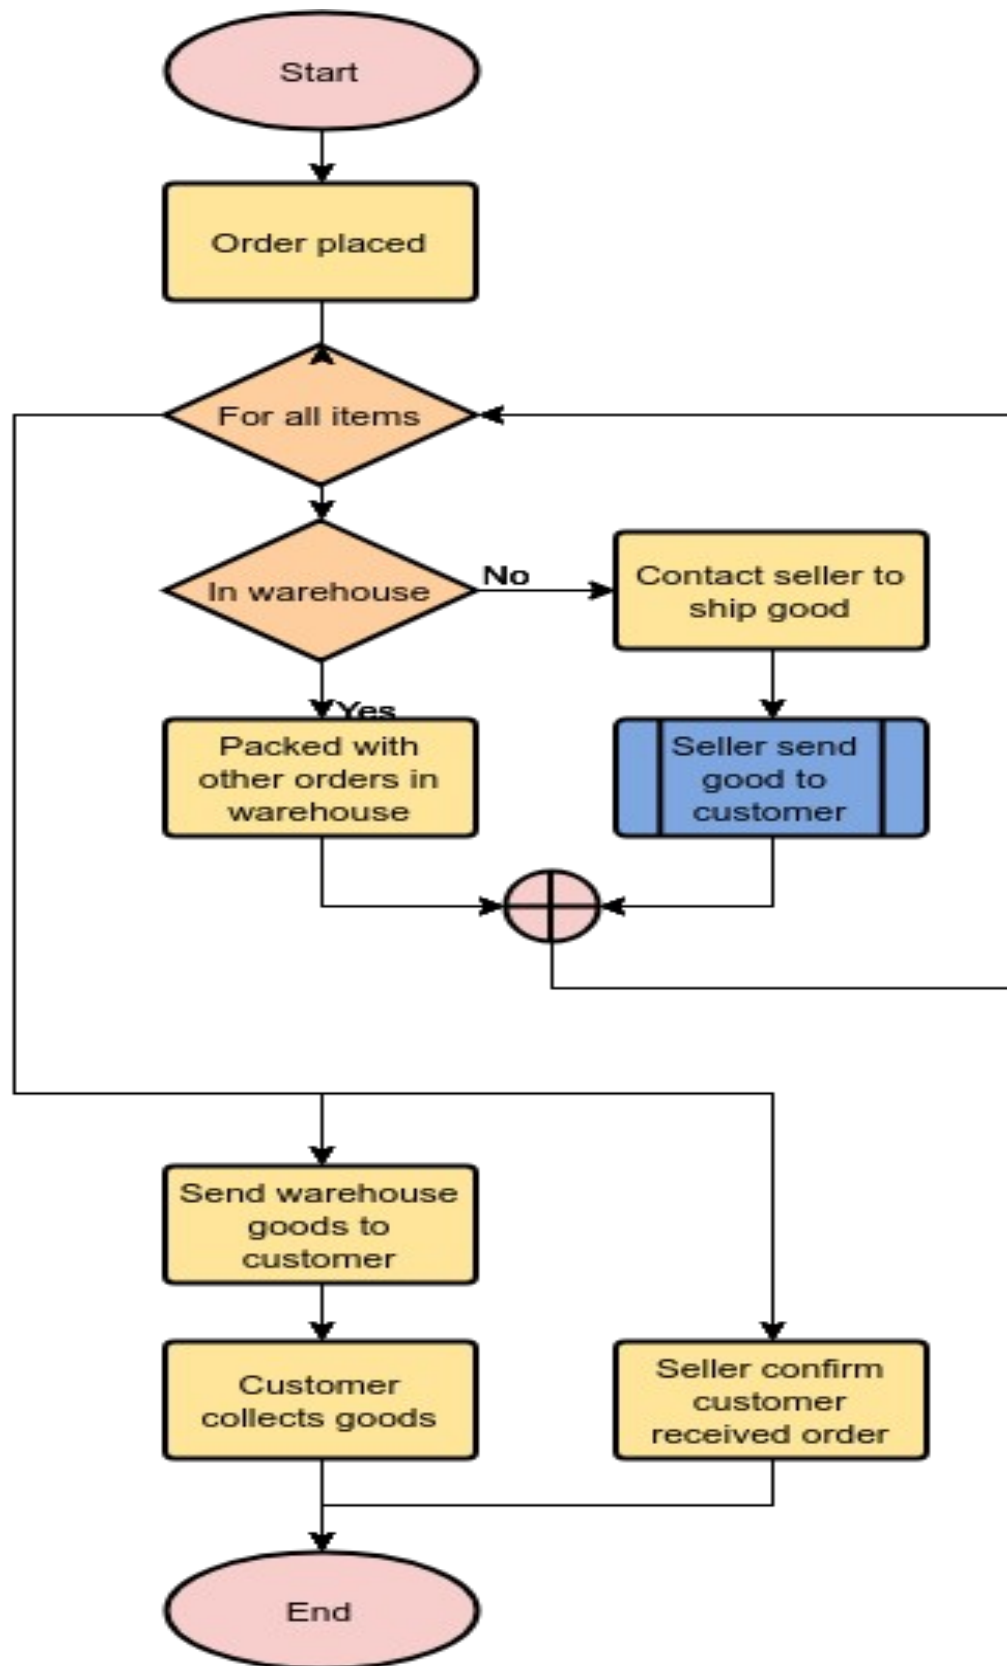 Start
Order placed
For all items
In warehouse
No
Contact seller to
ship good
Yes
Packed with
other orders in
warehouse
Seller send
good to
customer
Send warehouse
goods to
customer
Customer
collects goods
Seller confirm
customer
received order
End